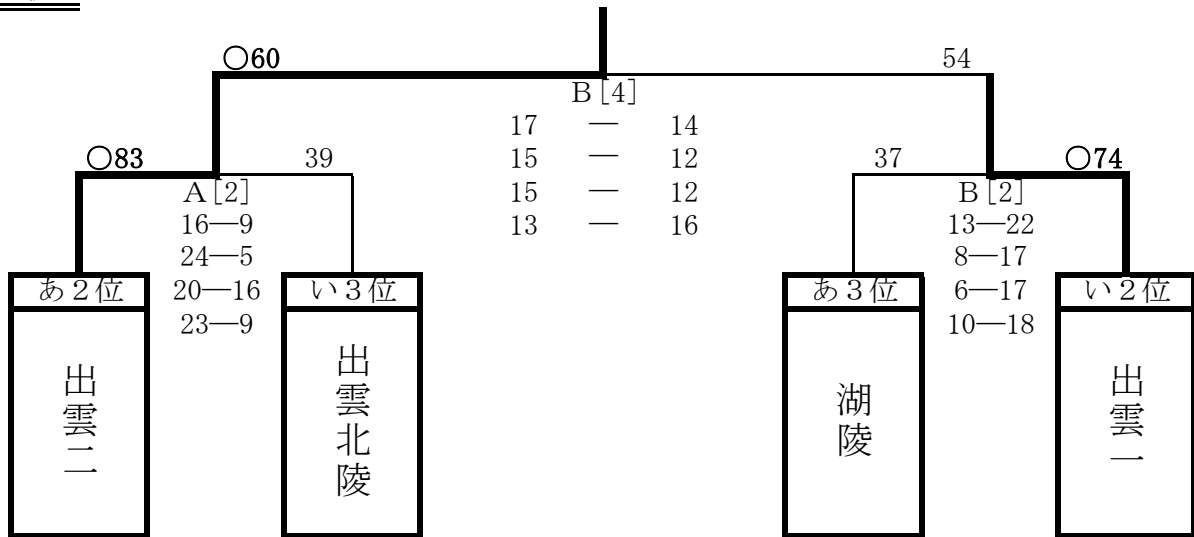 ○60 54
B[4]
17 ― 14
15 ― 12
15 ― 12
13 ― 16
○83 39
A[2]
16―9
24―5
20―16
23―9
37 ○74
B[2]
13―22
8―17
6―17
10―18
あ2位
い3位
あ3位
い2位
出雲二
出雲北陵
湖陵
出雲一